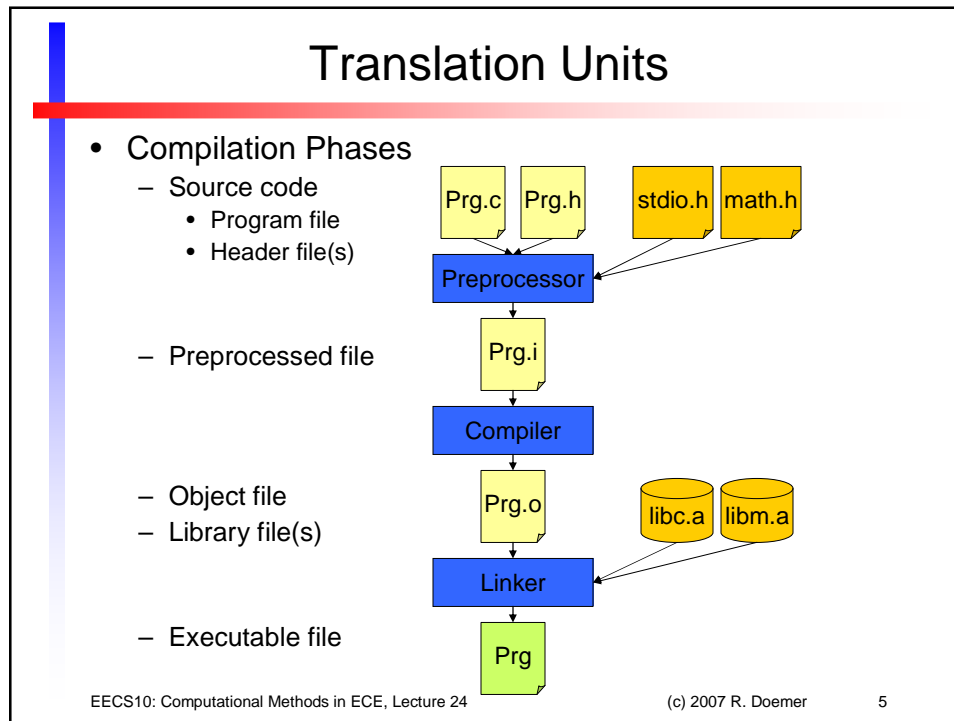 Translation Units
• Compilation Phases
– Source code
• Program file
• Header file(s)
Prg.c Prg.h stdio.h math.h
Preprocessor
– Preprocessed file
Prg.i
Compiler
– Object file
– Library file(s)
Prg.o
libc.a libm.a
Linker
– Executable file
Prg
EECS10: Computational Methods in ECE, Lecture 24 (c) 2007 R. Doemer 5